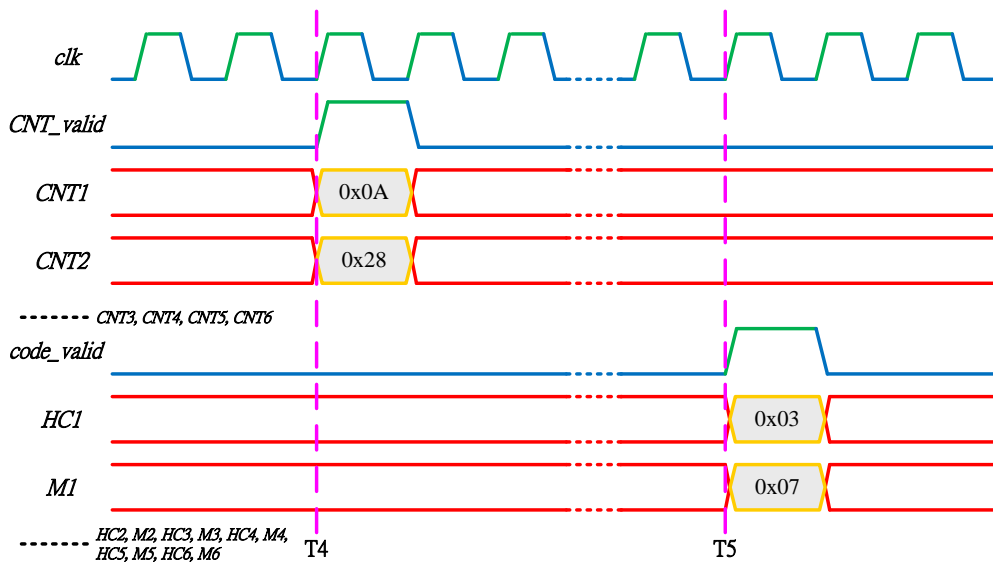 clk
CNT_valid
CNT1
0x0A
CNT2
0x28
CNT3, CNT4, CNT5, CNT6
code_valid
HC1
0x03
M1
0x07
HC2, M2, HC3, M3, HC4, M4,
HC5, M5, HC6, M6
T4
T5